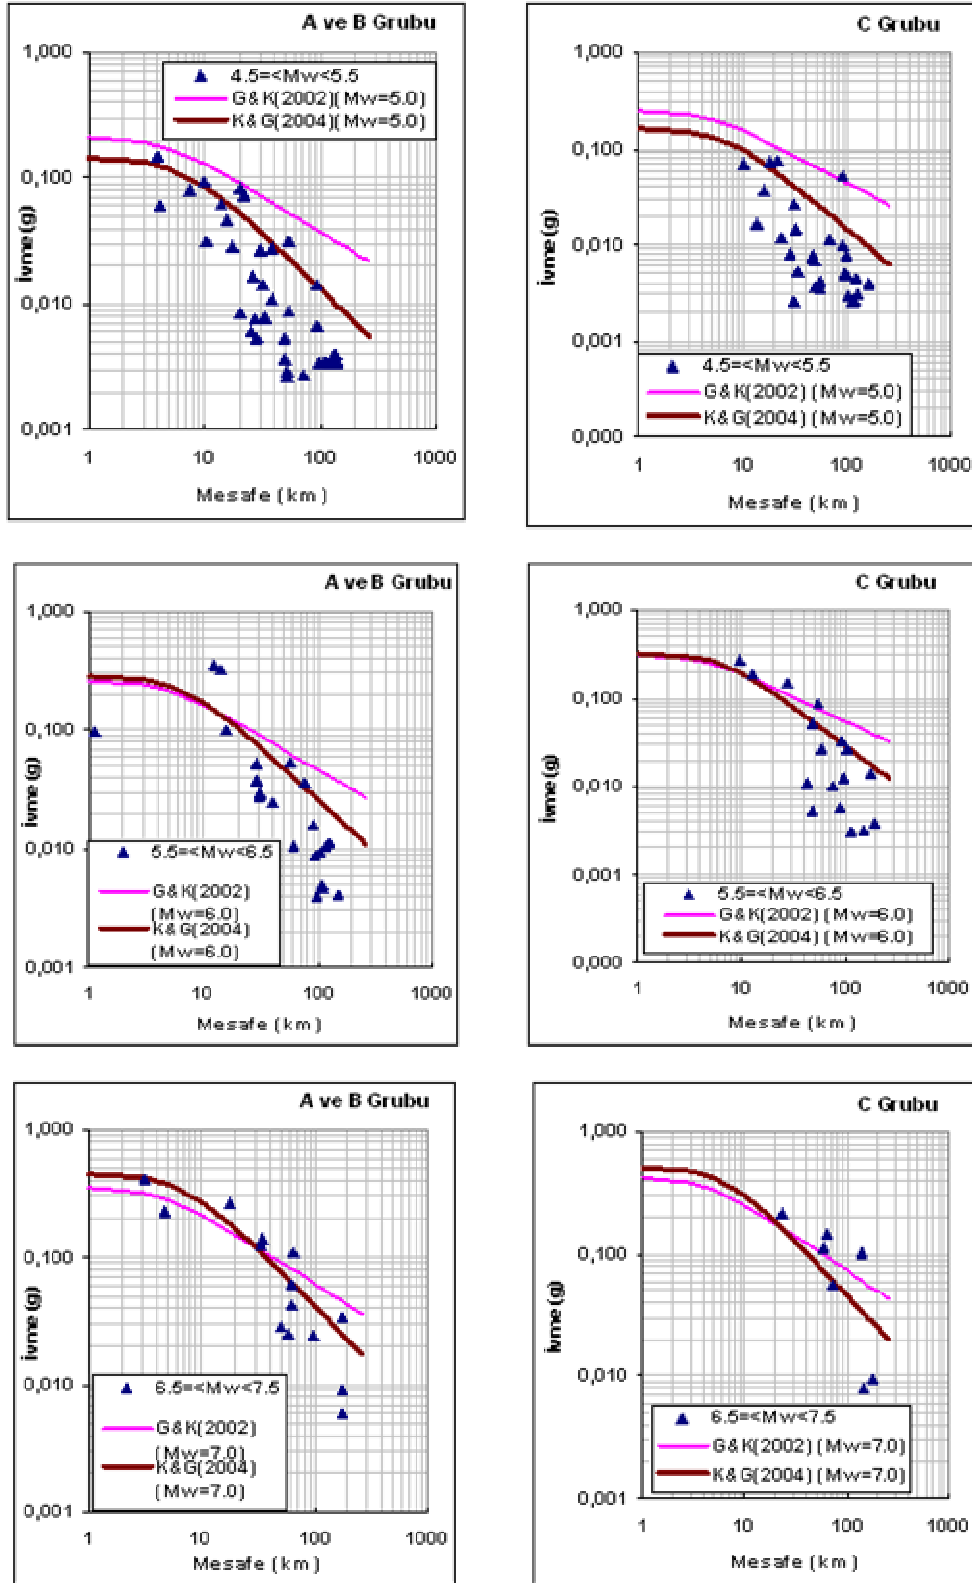 A ve B Grubu
1,000
0,100
0,010
0,001
4.5=<Mw<5.5
G&K(2002)(Mw=5.0)
K&G(2004)(Mw=5.0)
İvme(g)
1 10 100 1000
Mesafe (km)
C Grubu
1,000
0,100
0,010
0,001
0,000
4.5=<Mw<5.5
G&K(2002) (Mw=5.0)
K&G(2004) (Mw=5.0)
İvme(g)
1 10 100 1000
Mesafe (km)
A ve B Grubu
1,000
0,100
0,010
0,001
5.5=<Mw<6.5
G&K(2002)
(Mw=6.0)
K&G(2004)
(Mw=6.0)
İvme(g)
1 10 100 1000
Mesafe (km)
C Grubu
1,000
0,100
0,010
0,001
0,000
5.5=<Mw<6.5
G&K(2002) (Mw=6.0)
K&G(2004) (Mw=6.0)
İvme(g)
1 10 100 1000
Mesafe (km)
A ve B Grubu
1,000
0,100
0,010
0,001
6.5=<Mw<7.5
G&K(2002)
(Mw=7.0)
K&G(2004)
(Mw=7.0)
İvme(g)
1 10 100 1000
Mesafe (km)
C Grubu
1,000
0,100
0,010
0,001
6.5=<Mw<7.5
G&K(2002) (Mw=7.0)
K&G(2004) (Mw=7.0)
İvme(g)
1 10 100 1000
Mesafe (km)